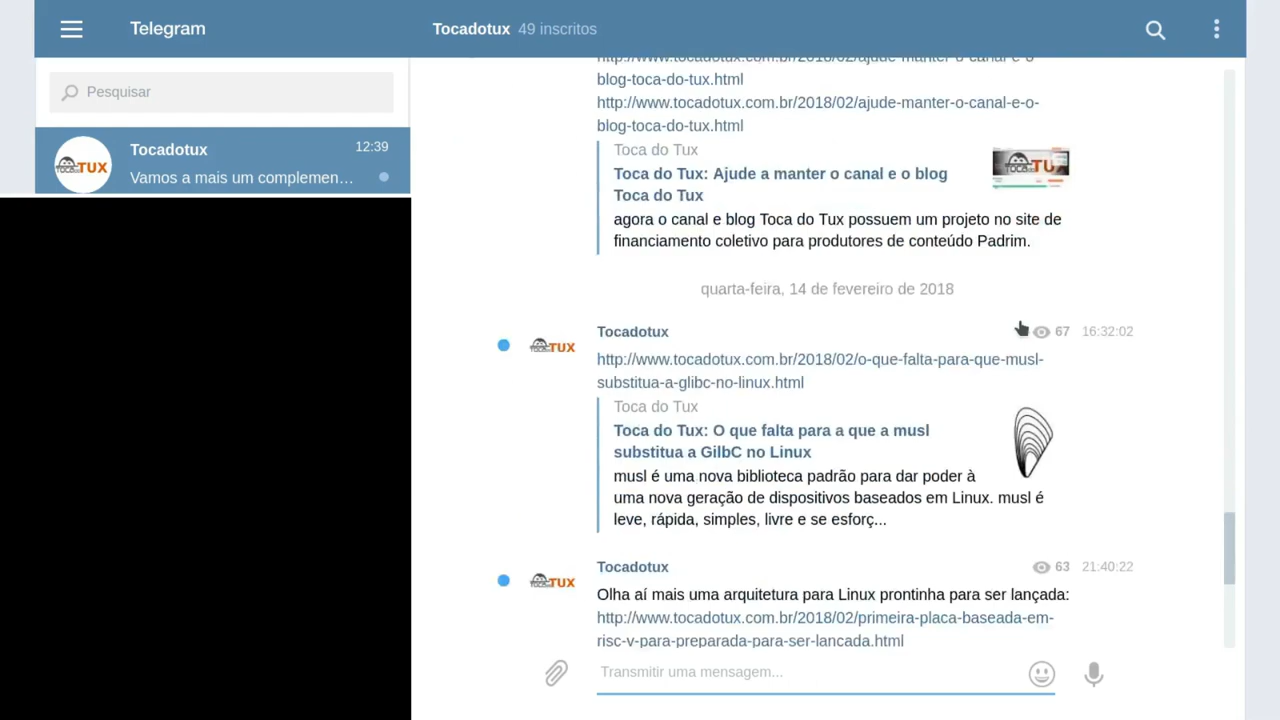 Telegram
Tocadotux 49 inscritos
Pesquisar
Tocadotux 12:39
Vamos a mais um complemen...
TOCADOTUX
http://www.tocadotux.com.br/2018/02/ajude-manter-o-canal-e-o-
blog-toca-do-tux.html
http://www.tocadotux.com.br/2018/02/ajude-manter-o-canal-e-o-
blog-toca-do-tux.html
Toca do Tux
Toca do Tux: Ajude a manter o canal e o blog
Toca do Tux
agora o canal e blog Toca do Tux possuem um projeto no site de
financiamento coletivo para produtores de conteúdo Padrim.
quarta-feira, 14 de fevereiro de 2018
Tocadotux 67 16:32:02
http://www.tocadotux.com.br/2018/02/o-que-falta-para-que-musl-
substitua-a-glibc-no-linux.html
Toca do Tux
Toca do Tux: O que falta para a que a musl
substitua a GilbC no Linux
musl é uma nova biblioteca padrão para dar poder à
uma nova geração de dispositivos baseados em Linux. musl é
leve, rápida, simples, livre e se esforç...
Tocadotux 63 21:40:22
Olha aí mais uma arquitetura para Linux prontinha para ser lançada:
http://www.tocadotux.com.br/2018/02/primeira-placa-baseada-em-
risc-v-para-preparada-para-ser-lancada.html
Transmitir uma mensagem...